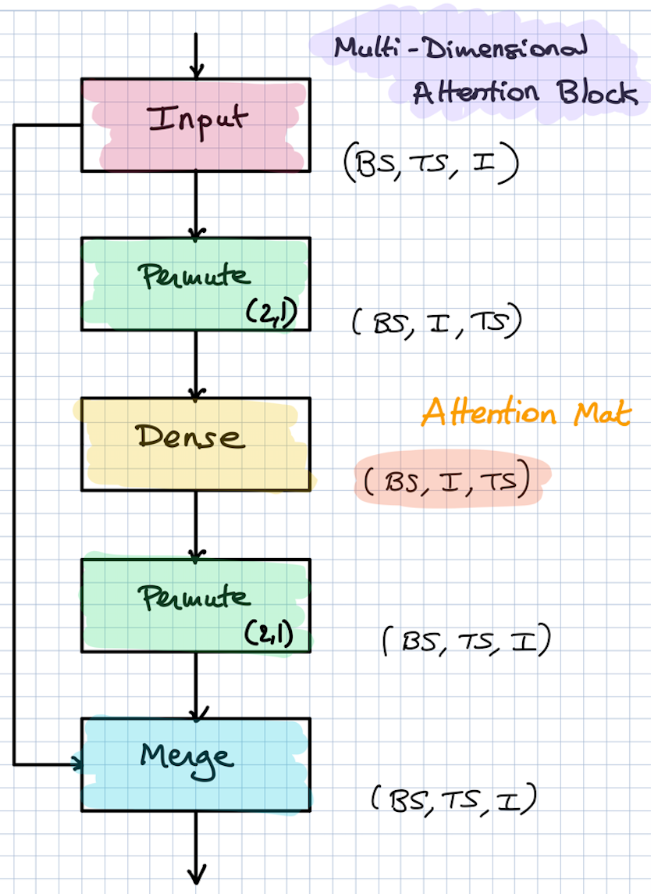 Multi-Dimensional
Attention Block
Input
(BS, TS, I)
Permute
(2,1)
(BS, I, TS)
Attention Mat
Dense
(BS, I, TS)
Permute
(2,1)
(BS, TS, I)
Merge
(BS, TS, I)